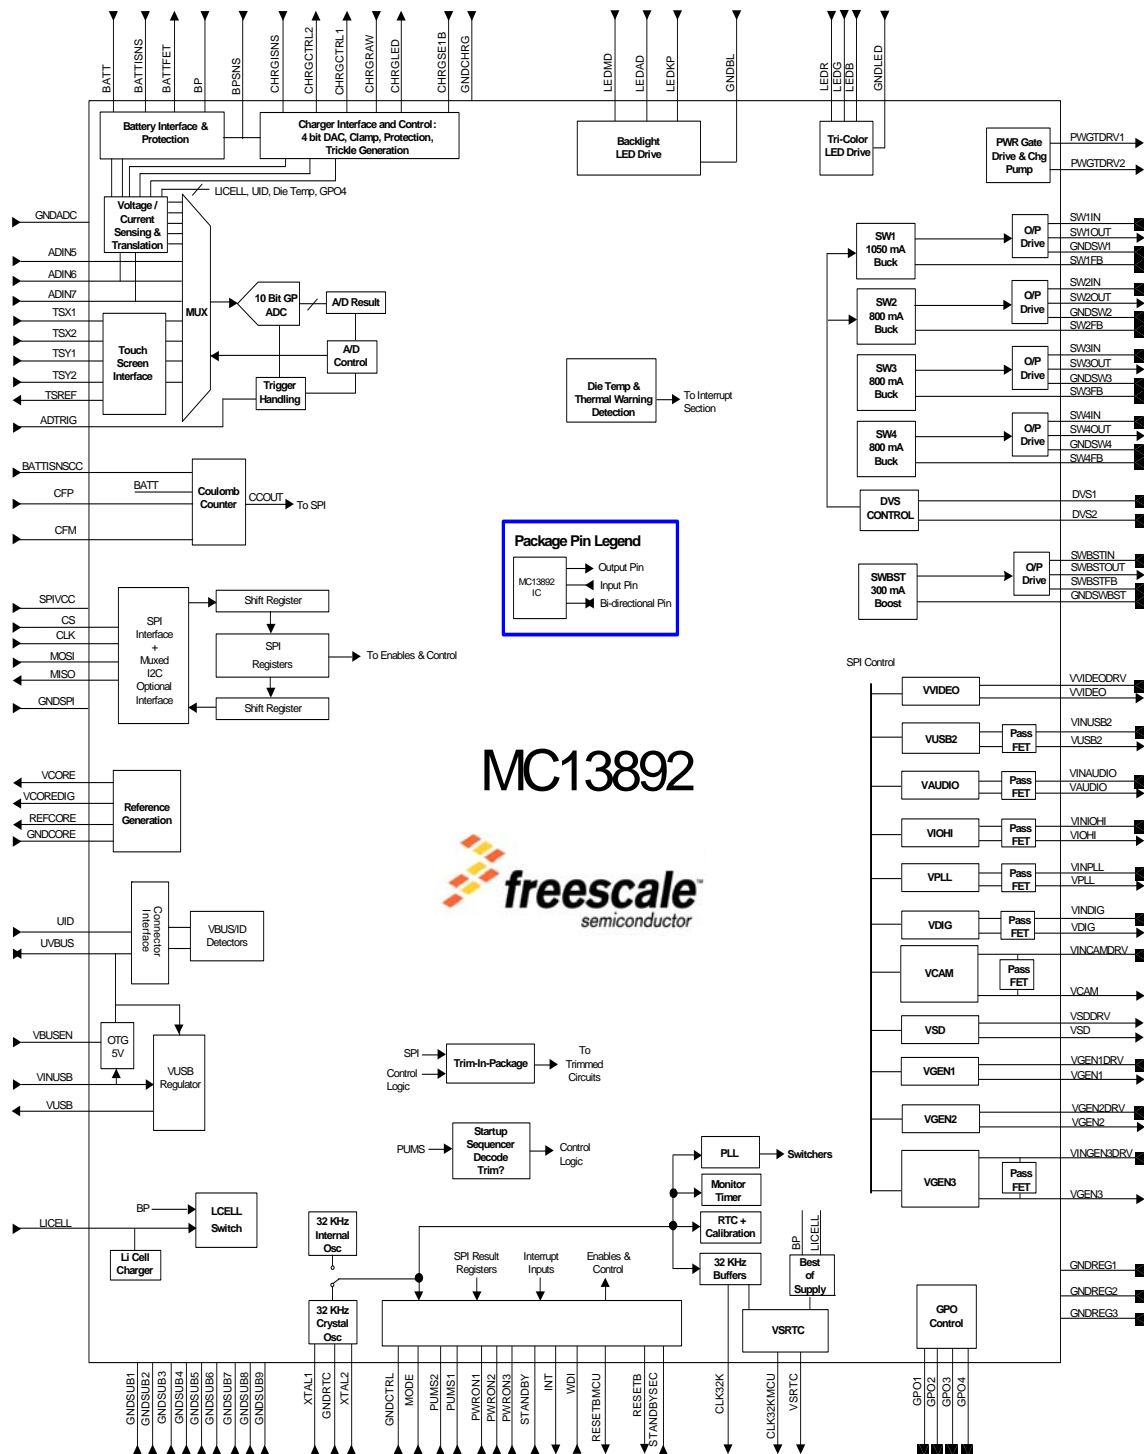 BATT
BATTISNS
BATTFET
BP
BPSNS
CHRGISNS
CHRGCTRL2
CHRGCTRL1
CHRGRAW
CHRGLED
CHRGSE1B
GNDCHRG
LEDMD
LEDAD
LEDKP
GNDBL
LEDR
LEDG
LEDB
GNDLED
Battery Interface &
Protection
Charger Interface and Control:
4 bit DAC, Clamp, Protection,
Trickle Generation
Backlight
LED Drive
Tri-Color
LED Drive
PWR Gate
Drive & Chg
Pump
PWGTDRV1
PWGTDRV2
LICELL, UID, Die Temp, GPO4
Voltage /
Current
Sensing &
Translation
GNDADC
ADIN5
ADIN6
ADIN7
TSX1
TSX2
TSY1
TSY2
TSREF
ADTRIG
MUX
10 Bit GP
ADC
A/D Result
A/D
Control
Trigger
Handling
Touch
Screen
Interface
Die Temp &
Thermal Warning
Detection
To Interrupt
Section
SW1
1050 mA
Buck
O/P
Drive
SW1IN
SW1OUT
GNDSW1
SW1FB
SW2
800 mA
Buck
O/P
Drive
SW2IN
SW2OUT
GNDSW2
SW2FB
SW3
800 mA
Buck
O/P
Drive
SW3IN
SW3OUT
GNDSW3
SW3FB
SW4
800 mA
Buck
O/P
Drive
SW4IN
SW4OUT
GNDSW4
SW4FB
DVS
CONTROL
DVS1
DVS2
SWBST
300 mA
Boost
O/P
Drive
SWBSTIN
SWBSTOUT
SWBSTFB
GNDSWBST
BATTISNSCC
CFP
CFM
BATT
Coulomb
Counter
CCOUT
To SPI
Package Pin Legend
MC13892
IC
Output Pin
Input Pin
Bi-directional Pin
SPIVCC
CS
CLK
MOSI
MISO
GNDSPI
SPI
Interface
+
Muxed
I2C
Optional
Interface
Shift Register
SPI
Registers
Shift Register
To Enables & Control
MC13892
freescale™
semiconductor
VCORE
VCOREDIG
REFCORE
GNDCORE
Reference
Generation
UID
UVBUS
Connector
Interface
VBUS/ID
Detectors
VBUSEN
VINUSB
VUSB
OTG
5V
VUSB
Regulator
SPI Control
VVIDEO
VVIDEODRV
VVIDEO
VUSB2
Pass
FET
VINUSB2
VUSB2
VAUDIO
Pass
FET
VINAUDIO
VAUDIO
VIOHI
Pass
FET
VINIOHI
VIOHI
VPLL
Pass
FET
VINPLL
VPLL
VDIG
Pass
FET
VINDIG
VDIG
VCAM
Pass
FET
VINCAMDRV
VCAM
VSD
VSDDRV
VSD
VGEN1
VGEN1DRV
VGEN1
VGEN2
VGEN2DRV
VGEN2
VGEN3
Pass
FET
VINGEN3DRV
VGEN3
SPI
Control
Logic
Trim-In-Package
To
Trimmed
Circuits
PUMS
Startup
Sequencer
Decode
Trim?
Control
Logic
PLL
Switchers
Monitor
Timer
RTC +
Calibration
32 KHz
Buffers
BP
LICELL
LCELL
Switch
Li Cell
Charger
32 KHz
Internal
Osc
32 KHz
Crystal
Osc
SPI Result
Registers
Interrupt
Inputs
Enables &
Control
BP
LICELL
Best
of
Supply
VSRTC
GPO
Control
GNDREG1
GNDREG2
GNDREG3
GNDSUB1
GNDSUB2
GNDSUB3
GNDSUB4
GNDSUB5
GNDSUB6
GNDSUB7
GNDSUB8
GNDSUB9
XTAL1
GNDRTC
XTAL2
GNDCTRL
MODE
PUMS2
PUMS1
PWRON1
PWRON2
PWRON3
STANDBY
INT
WDI
RESETBMCU
RESETB
STANDBYSEC
CLK32K
CLK32KMCU
VSRTC
GPO1
GPO2
GPO3
GPO4